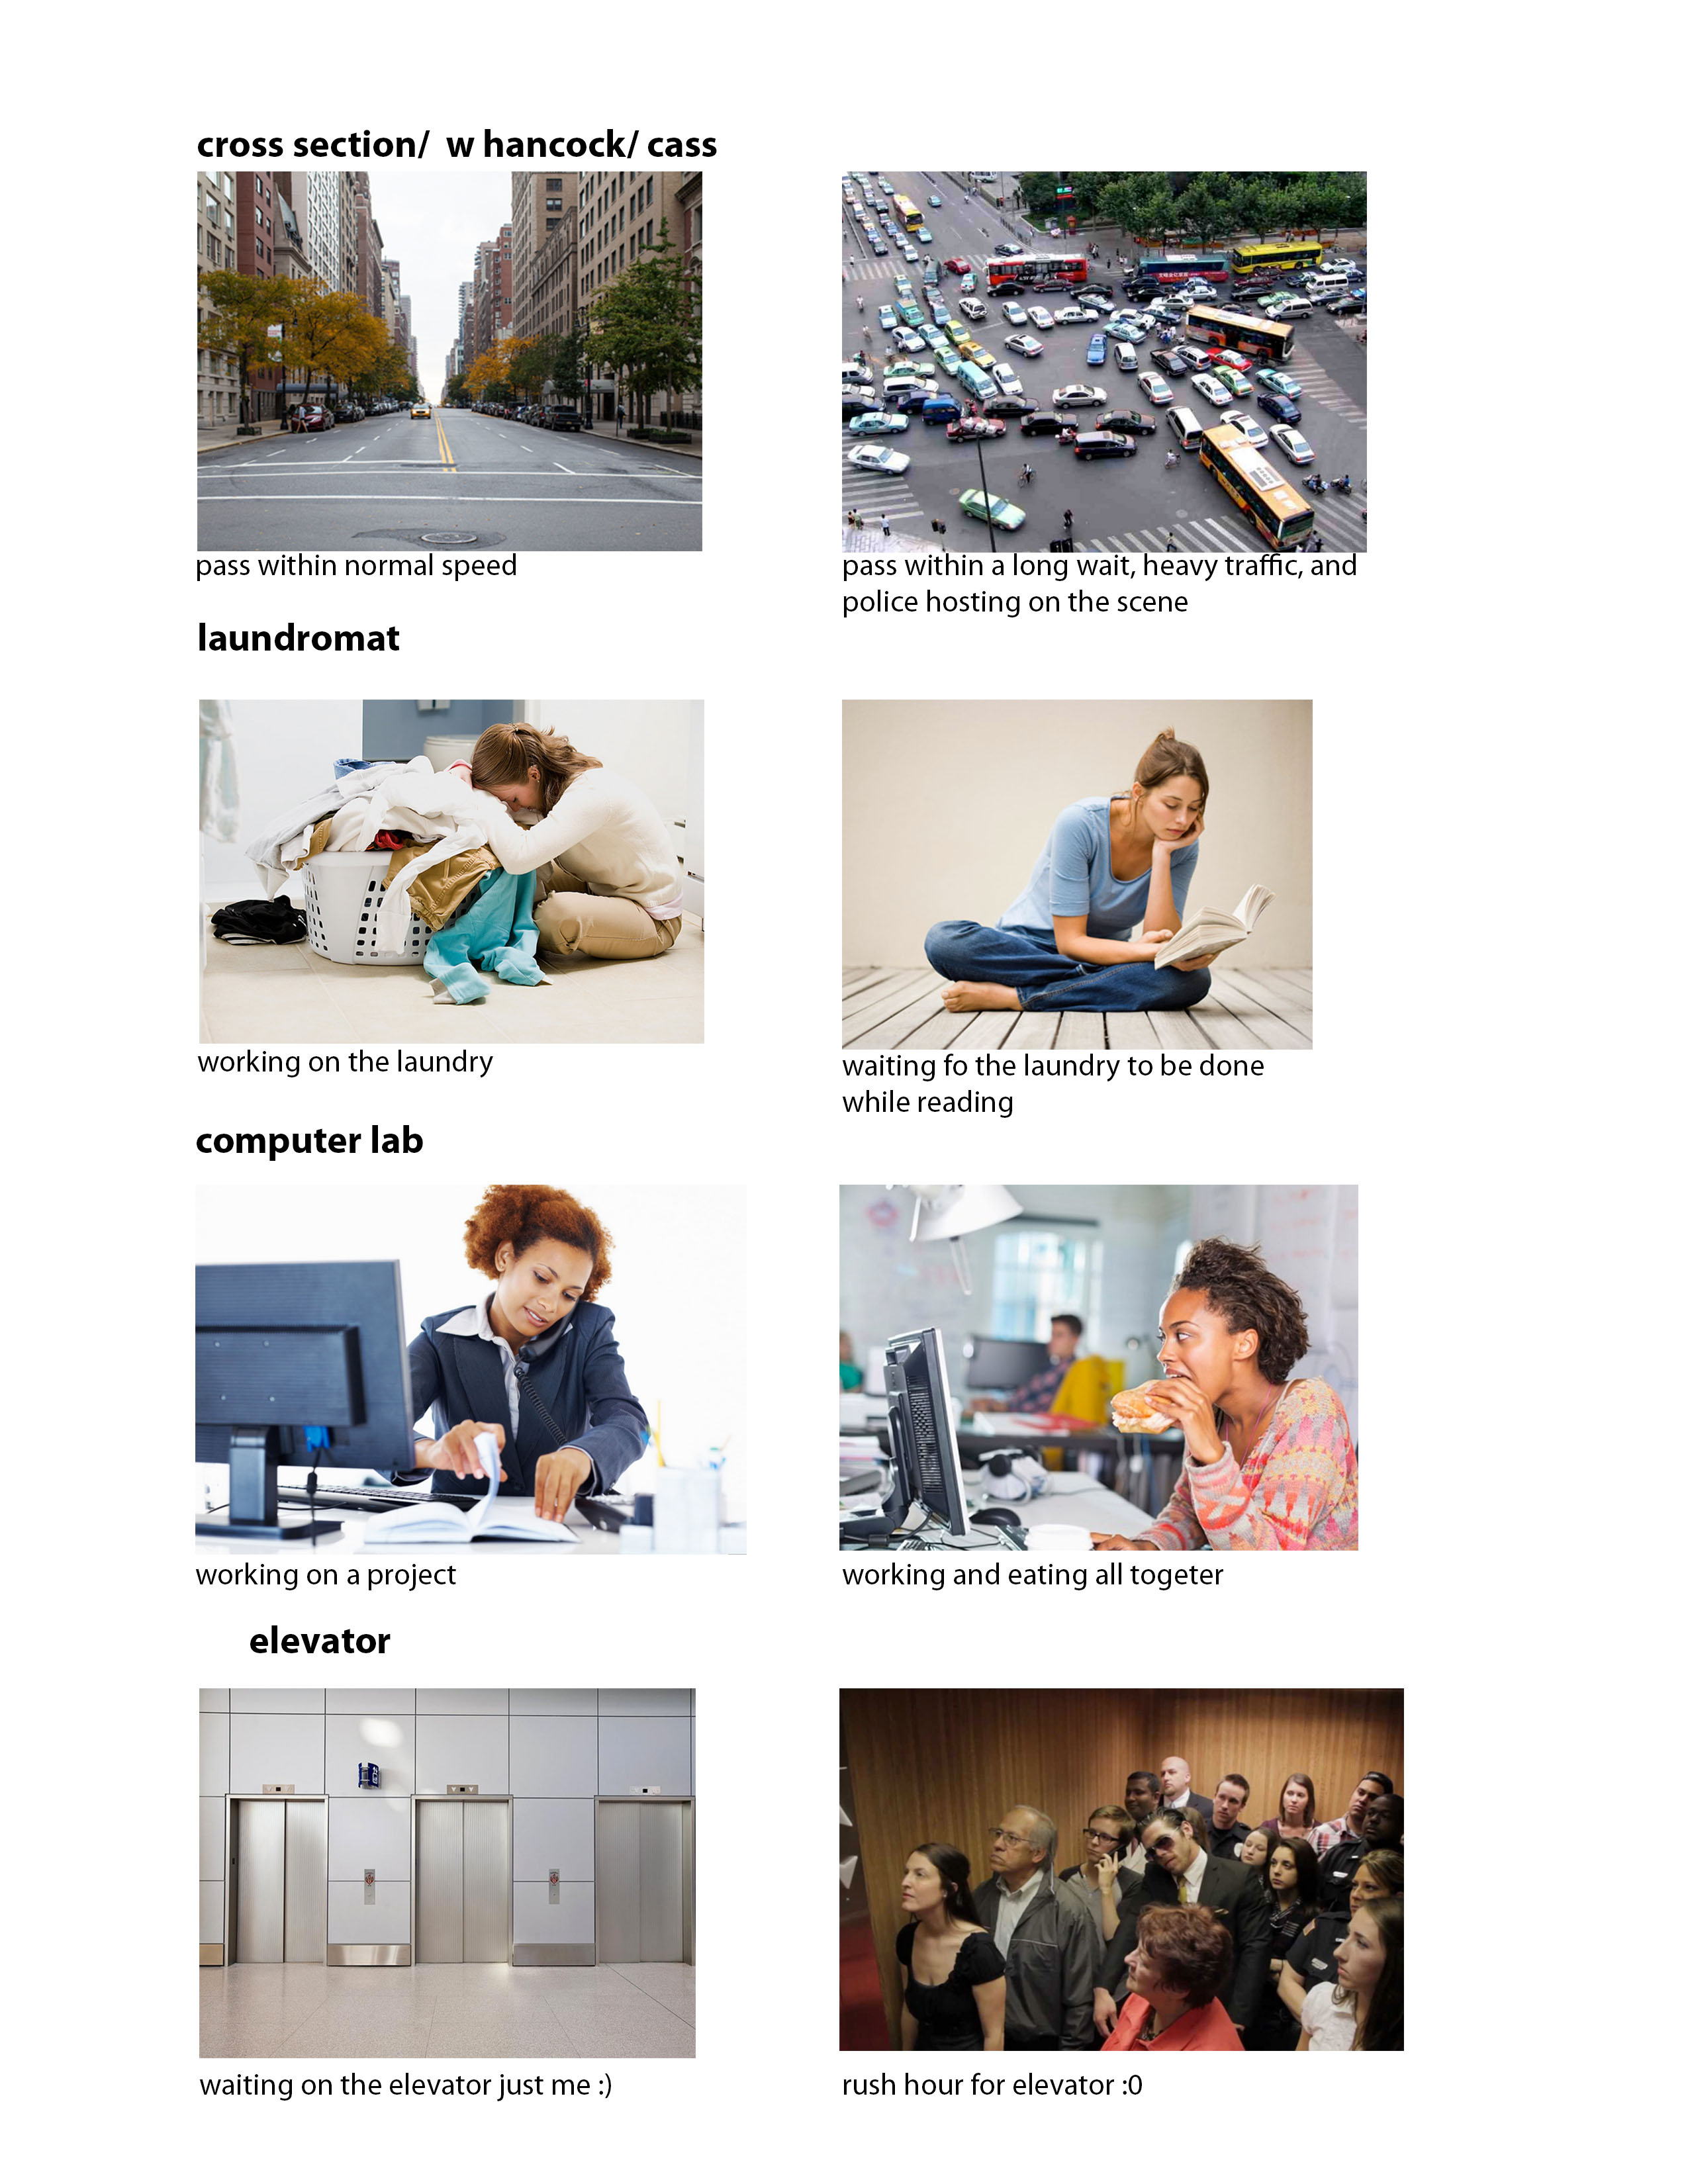 cross section/  w hancock/ cass
pass within normal speed
pass within a long wait, heavy traffic, and
police hosting on the scene
laundromat
working on the laundry
waiting fo the laundry to be done
while reading
computer lab
working on a project
working and eating all togeter
elevator
waiting on the elevator just me :)
rush hour for elevator :0